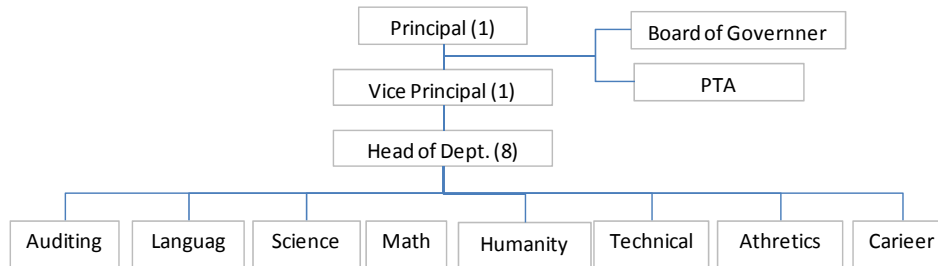 Principal (1)
Board of Governner
PTA
Vice Principal (1)
Head of Dept. (8)
Auditing
Languag
Science
Math
Humanity
Technical
Athretics
Carieer